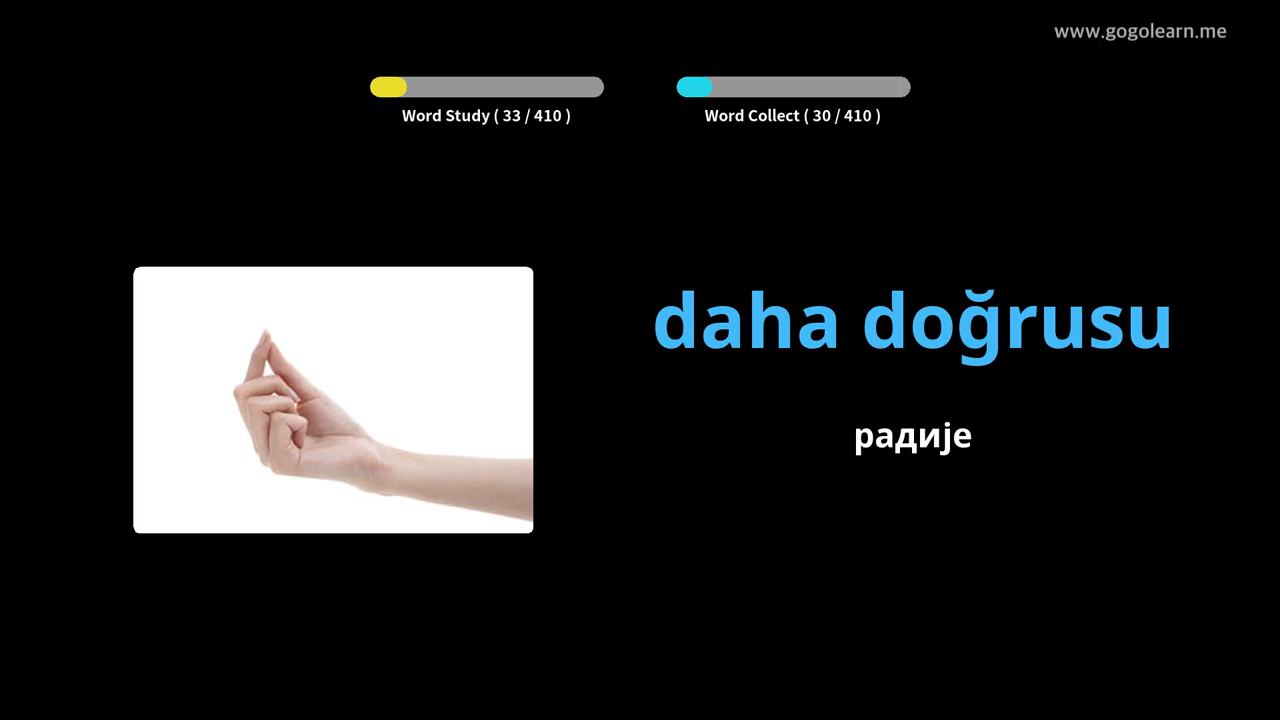 www.gogolearn.me
Word Study ( 33 / 410 )
Word Collect ( 30 / 410 )
daha doğrusu
радије